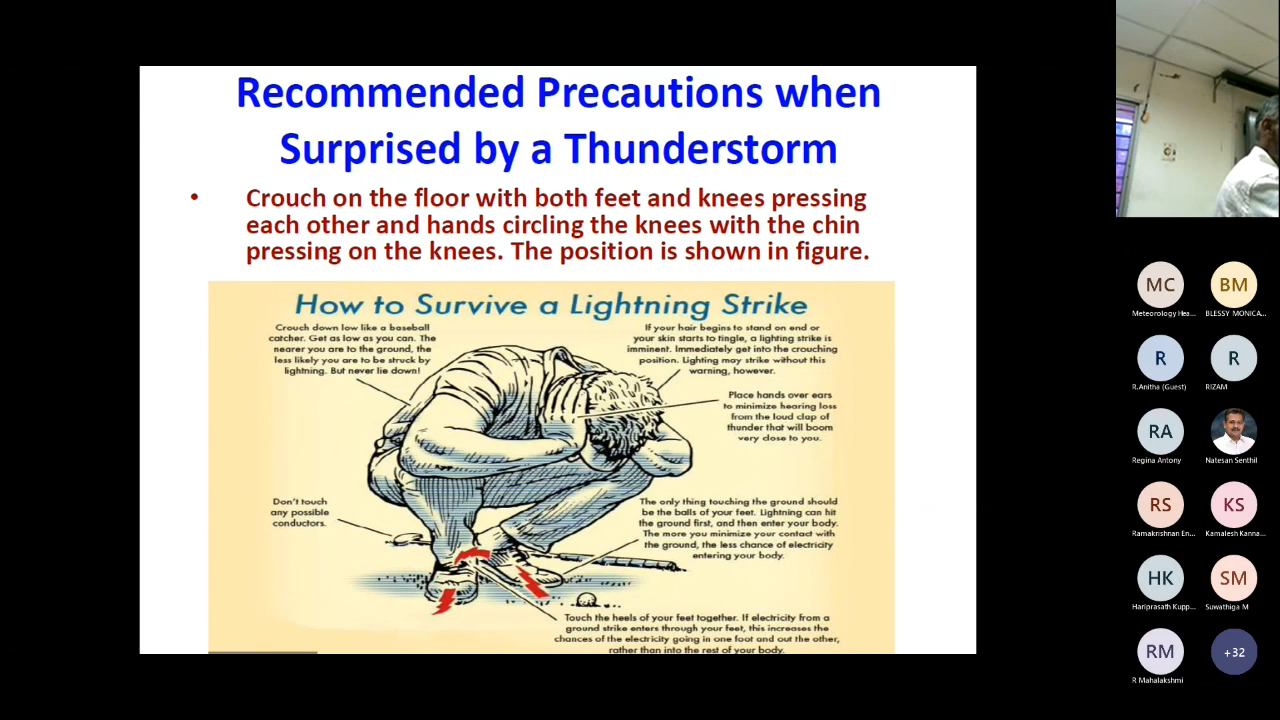 Recommended Precautions when
Surprised by a Thunderstorm
• Crouch on the floor with both feet and knees pressing
each other and hands circling the knees with the chin
pressing on the knees. The position is shown in figure.
How to Survive a Lightning Strike
Crouch down low like a baseball
catcher. Get as low as you can. The
nearer you are to the ground, the
less likely you are to be struck by
lightning. But never lie down!
If your hair begins to stand on end or
your skin starts to tingle, a lighting strike is
imminent. Immediately get into the crouching
position. Lighting may strike without this
warning, however.
Place hands over ears
to minimize hearing loss
from the loud clap of
thunder that will boom
very close to you.
Don't touch
any possible
conductors.
The only thing touching the ground should
be the balls of your feet. Lightning can hit
the ground first, and then enter your body.
The more you minimize your contact with
the ground, the less chance of electricity
entering your body.
Touch the heels of your feet together. If electricity from a
ground strike enters through your feet, this increases the
chances of the electricity going in one foot and out the other,
rather than into the rest of your body.
MC
BM
Meteorology Hea...
BLESSY MONICA...
R
R
R.Anitha (Guest)
RIZAM
RA
Regina Antony
Natesan Senthil
RS
KS
Ramakrishnan En...
Kamalesh Kanna...
HK
SM
Hariprasath Kupp...
Suwathiga M
RM
+32
R Mahalakshmi